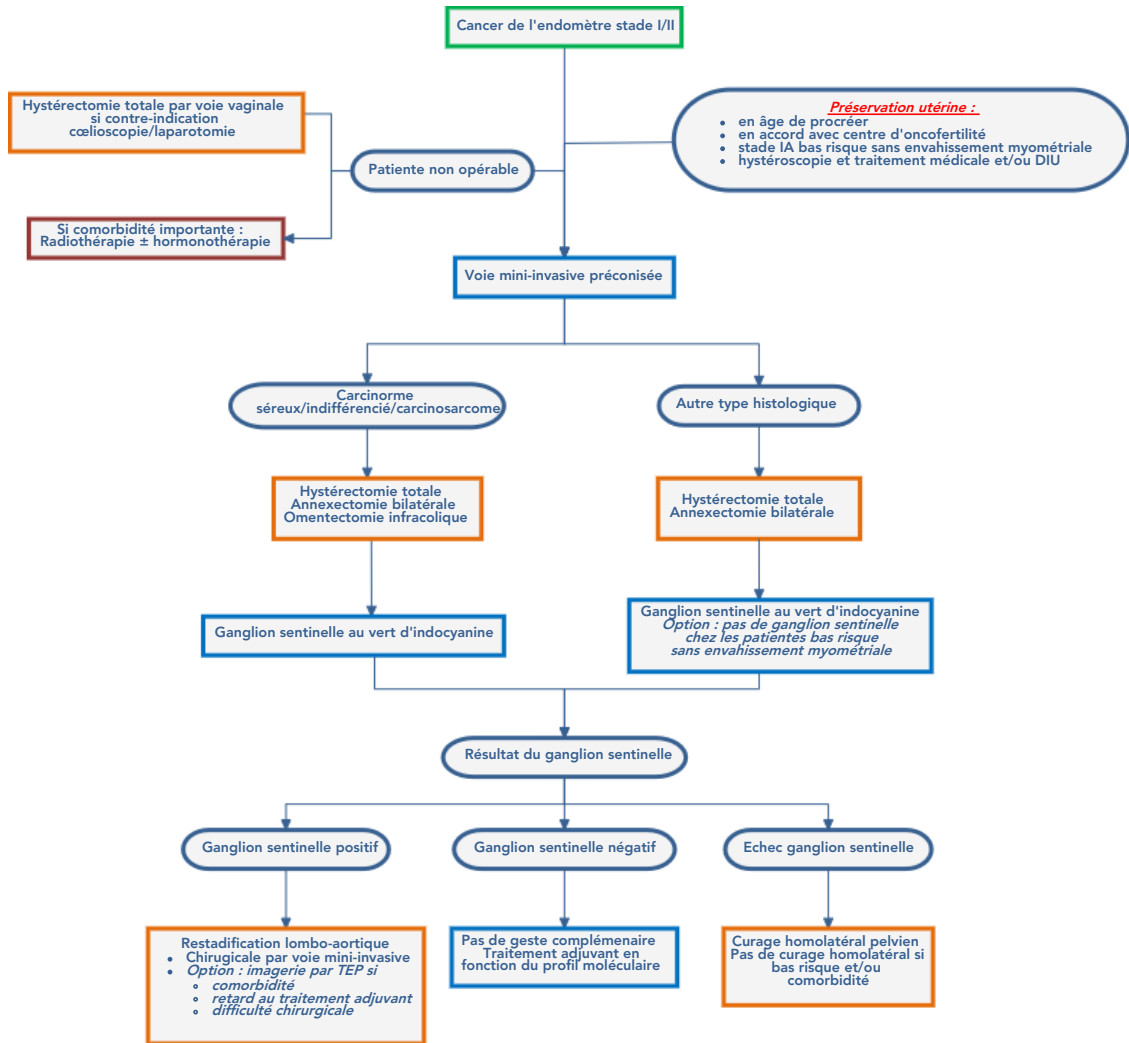 Cancer de l'endomètre stade I/II
Hystérectomie totale par voie vaginale
si contre-indication
cœlioscopie/laparotomie
Préservation utérine :
• en âge de procréer
• en accord avec centre d'oncofertilité
• stade IA bas risque sans envahissement myométriale
• hystéroscopie et traitement médicale et/ou DIU
Patiente non opérable
Si comorbidité importante :
Radiothérapie ± hormonothérapie
Voie mini-invasive préconisée
Carcinorme
séreux/indifférencié/carcinosarcome
Autre type histologique
Hystérectomie totale
Annexectomie bilatérale
Omentectomie infracolique
Hystérectomie totale
Annexectomie bilatérale
Ganglion sentinelle au vert d'indocyanine
Ganglion sentinelle au vert d'indocyanine
Option : pas de ganglion sentinelle
chez les patientes bas risque
sans envahissement myométriale
Résultat du ganglion sentinelle
Ganglion sentinelle positif
Ganglion sentinelle négatif
Echec ganglion sentinelle
Restadification lombo-aortique
• Chirugicale par voie mini-invasive
• Option : imagerie par TEP si
∘ comorbidité
∘ retard au traitement adjuvant
∘ difficulté chirurgicale
Pas de geste complémenaire
Traitement adjuvant en
fonction du profil moléculaire
Curage homolatéral pelvien
Pas de curage homolatéral si
bas risque et/ou
comorbidité